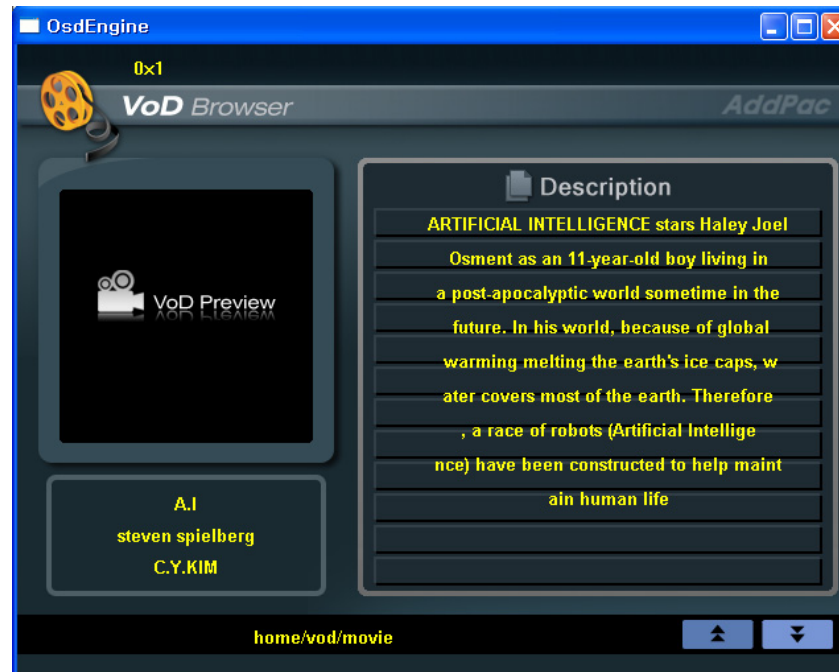 OsdEngine
0×1
VoD Browser
AddPac
VoD Preview
Description
ARTIFICIAL INTELLIGENCE stars Haley Joel
Osment as an 11-year-old boy living in
a post-apocalyptic world sometime in the
future. In his world, because of global
warming melting the earth's ice caps, w
ater covers most of the earth. Therefore
, a race of robots (Artificial Intellige
nce) have been constructed to help maint
ain human life
A.I
steven spielberg
C.Y.KIM
home/vod/movie